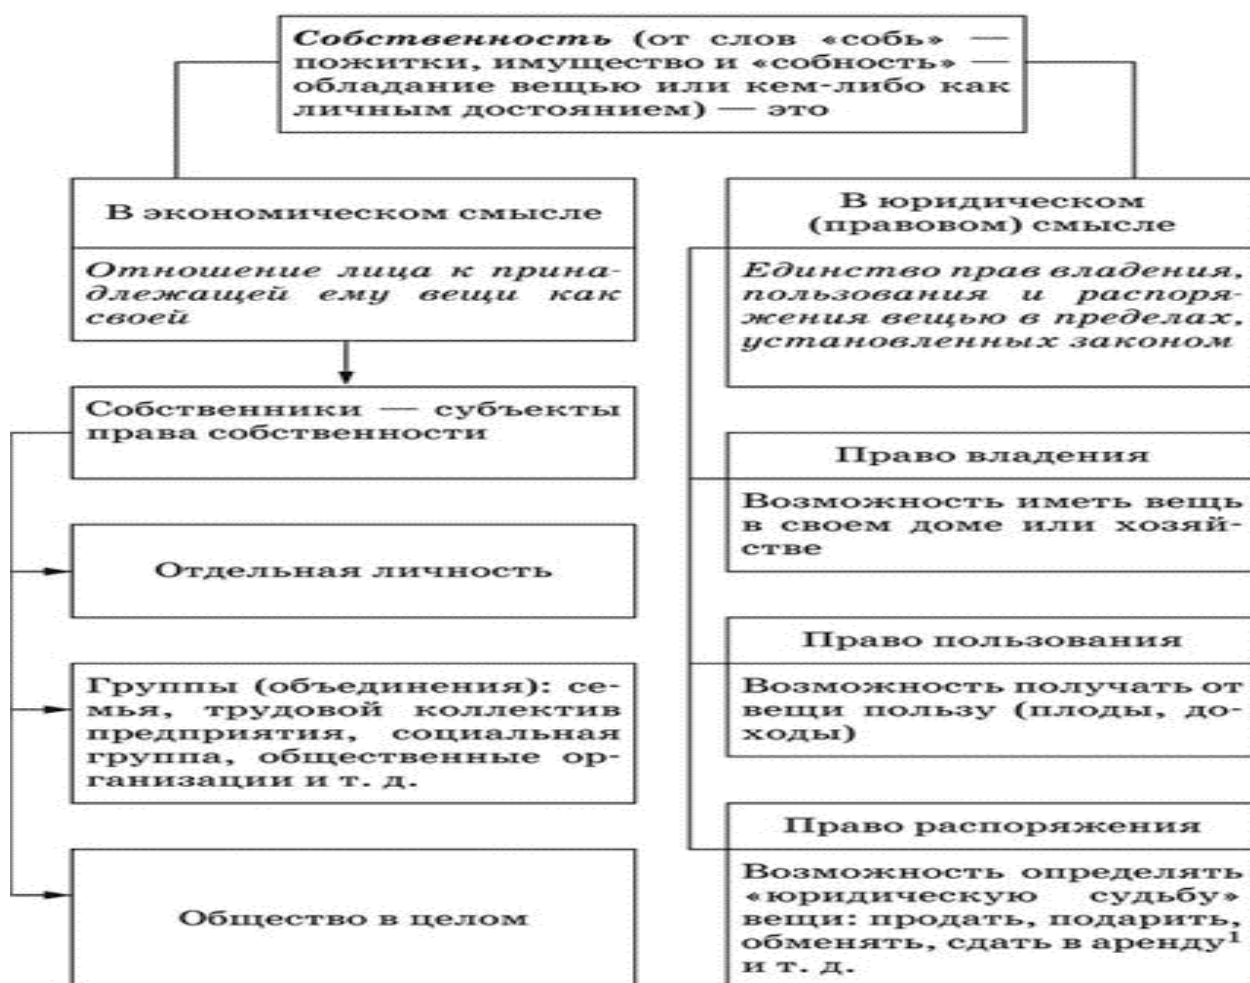 Собственность (от слов «собь» —
пожитки, имущество и «собность» —
обладание вещью или кем-либо как
личным достоянием) — это
В экономическом смысле
Отношение лица к прина-
длежащей ему вещи как
своей
Собственники — субъекты
права собственности
Отдельная личность
Группы (объединения): се-
мья, трудовой коллектив
предприятия, социальная
группа, общественные ор-
ганизации и т. д.
Общество в целом
В юридическом
(правовом) смысле
Единство прав владения,
пользования и распоря-
жения вещью в пределах,
установленных законом
Право владения
Возможность иметь вещь
в своем доме или хозяй-
стве
Право пользования
Возможность получать от
вещи пользу (плоды, до-
ходы)
Право распоряжения
Возможность определять
«юридическую судьбу»
вещи: продать, подарить,
обменять, сдать в аренду¹
и т. д.